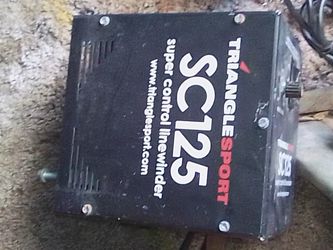 TRIANGLESPORT
SC125
super control linewinder
www.trianglesport.com